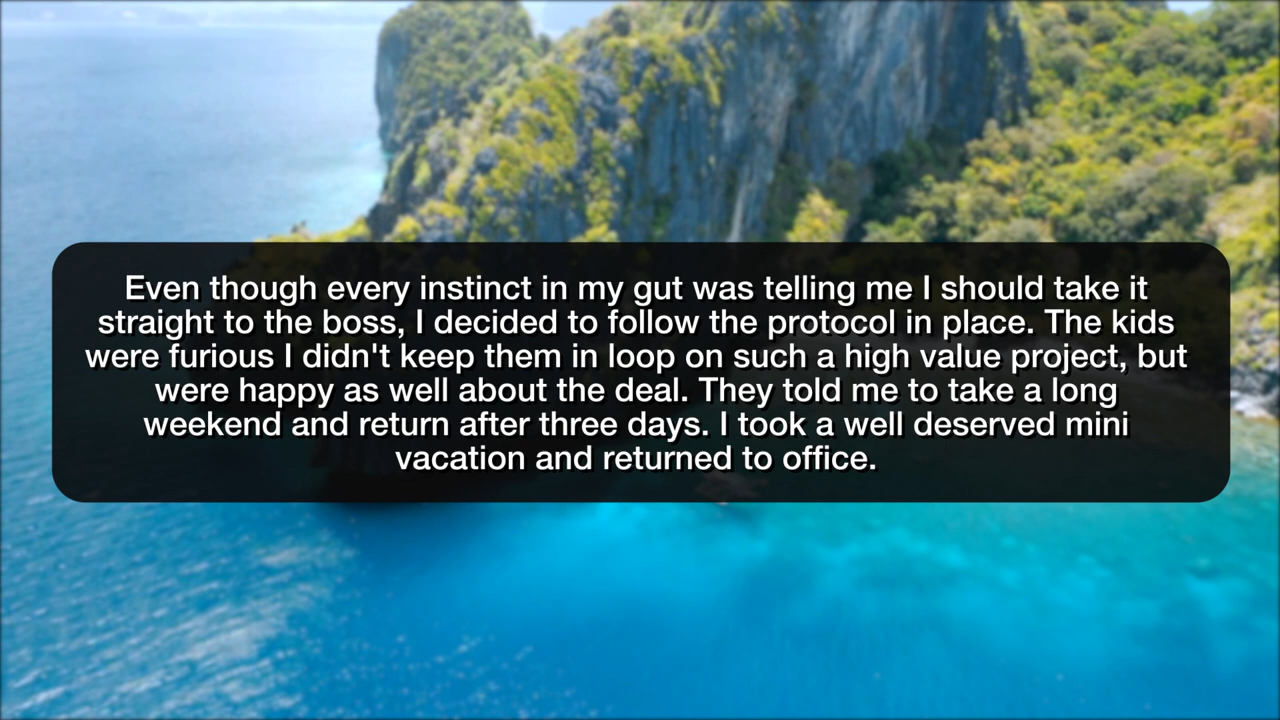 Even though every instinct in my gut was telling me I should take it
straight to the boss, I decided to follow the protocol in place. The kids
were furious I didn't keep them in loop on such a high value project, but
were happy as well about the deal. They told me to take a long
weekend and return after three days. I took a well deserved mini
vacation and returned to office.